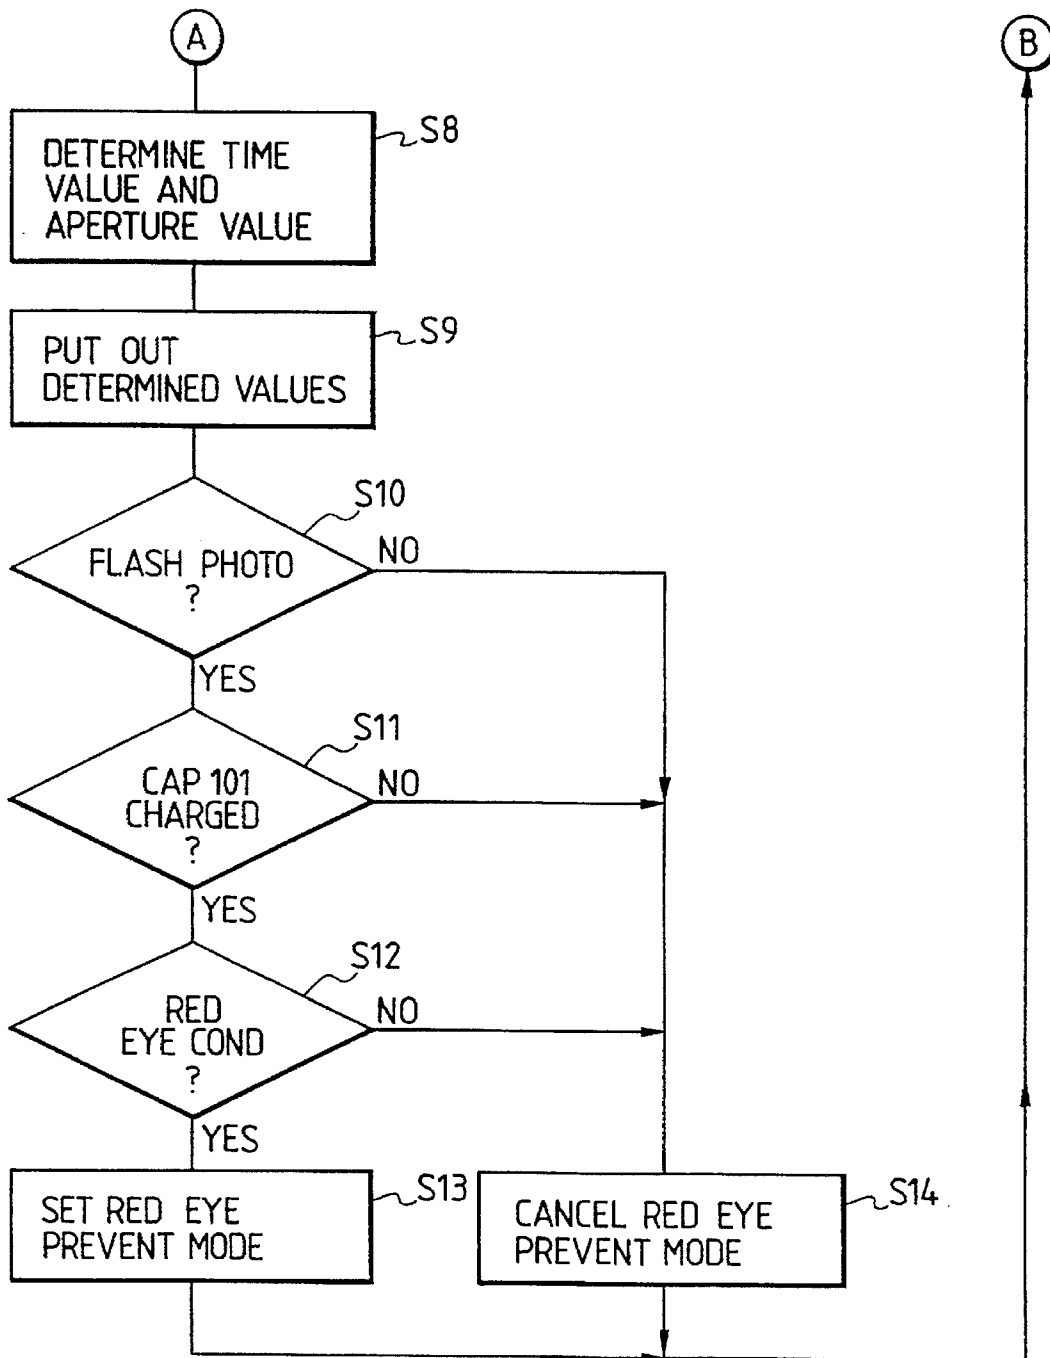 A
B
S8
DETERMINE TIME
VALUE AND
APERTURE VALUE
S9
PUT OUT
DETERMINED VALUES
S10
FLASH PHOTO
?
NO
YES
S11
CAP 101
CHARGED
?
NO
YES
S12
RED
EYE COND
?
NO
YES
S13
SET RED EYE
PREVENT MODE
S14
CANCEL RED EYE
PREVENT MODE